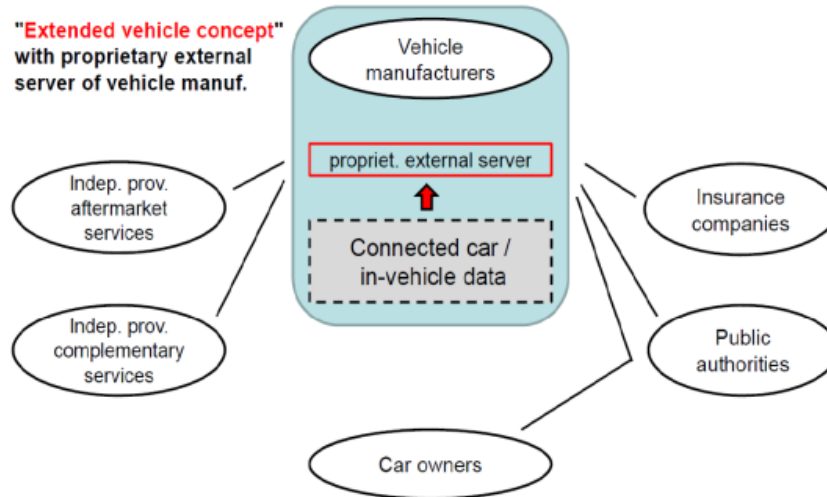 "Extended vehicle concept"
with proprietary external
server of vehicle manuf.
Vehicle
manufacturers
propriet. external server
Connected car /
in-vehicle data
Indep. prov.
aftermarket
services
Indep. prov.
complementary
services
Insurance
companies
Public
authorities
Car owners